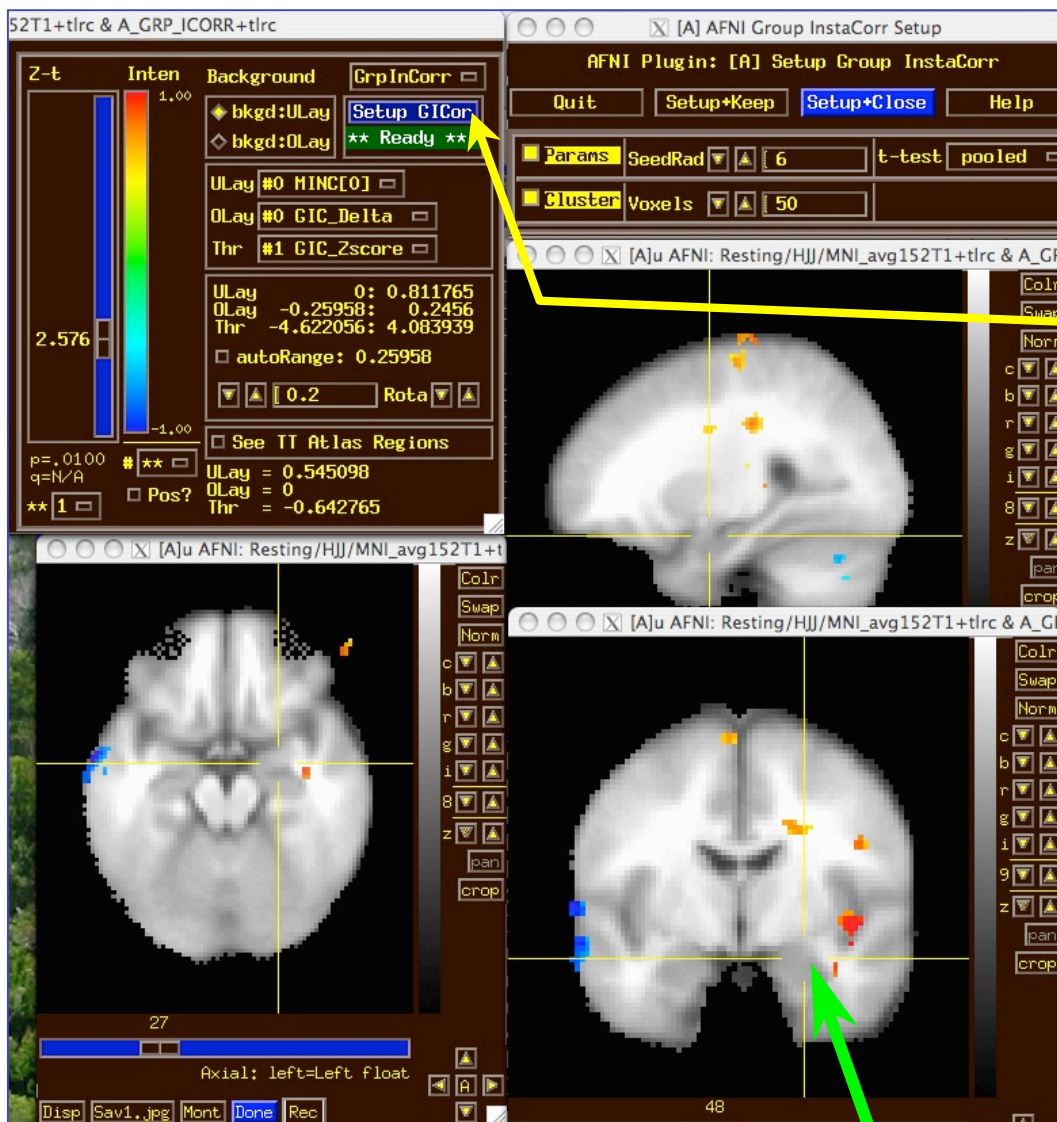 52T1+tlrc & A_GRP_ICORR+tlrc
Z-t
Inten
Background
GrpInCorr
1.00
bkgd:ULay
Setup GICor
bkgd:OLay
** Ready **
ULay #0 MINC[0]
OLay #0 GIC_Delta
Thr #1 GIC_Zscore
ULay 0: 0.811765
OLay -0.25958: 0.2456
Thr -4.622056: 4.083939
2.576
autoRange: 0.25958
0.2
Rota
-1.00
See TT Atlas Regions
p=.0100
q=N/A
# **
ULay = 0.545098
Pos?
OLay = 0
** 1
Thr = -0.642765
[A] AFNI Group InstaCorr Setup
AFNI Plugin: [A] Setup Group InstaCorr
Quit
Setup+Keep
Setup+Close
Help
Params
SeedRad
6
t-test
pooled
Cluster
Voxels
50
[A]u AFNI: Resting/HJJ/MNI_avg152T1+tlrc & A_GR
Colr
Swap
Norm
c
b
r
g
i
8
z
pan
crop
[A]u AFNI: Resting/HJJ/MNI_avg152T1+t
Colr
Swap
Norm
c
b
r
g
i
8
z
pan
crop
27
Axial: left=Left float
A
Disp
Sav1.jpg
Mont
Done
Rec
[A]u AFNI: Resting/HJJ/MNI_avg152T1+tlrc & A_GR
Colr
Swap
Norm
c
b
r
g
i
9
z
pan
crop
48